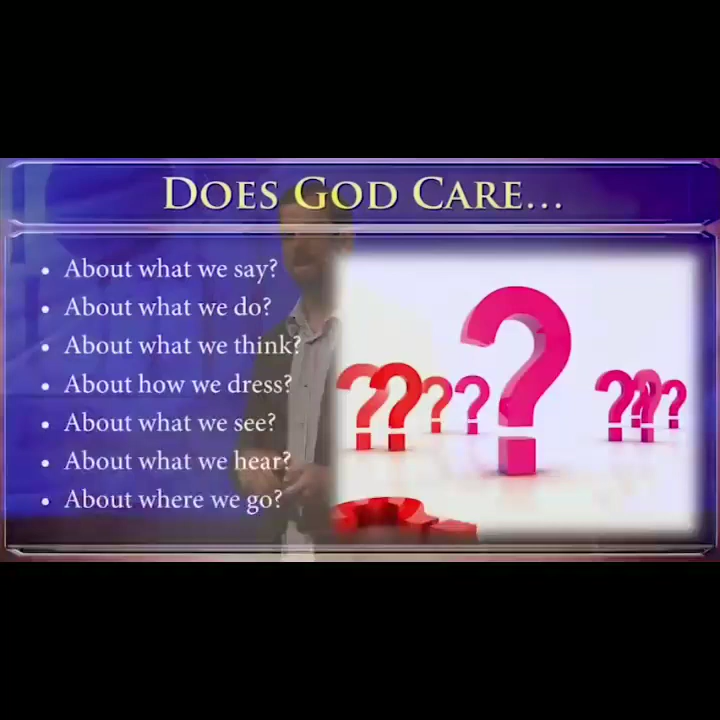 DOES GOD CARE...
• About what we say?
• About what we do?
• About what we think?
• About how we dress?
• About what we see?
• About what we hear?
• About where we go?